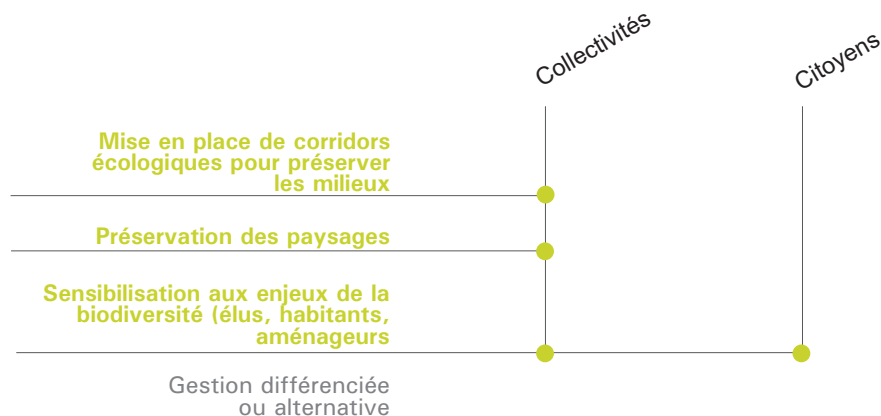 Collectivités
Citoyens
Mise en place de corridors
écologiques pour préserver
les milieux
Préservation des paysages
Sensibilisation aux enjeux de la
biodiversité (élus, habitants,
aménageurs
Gestion différenciée
ou alternative